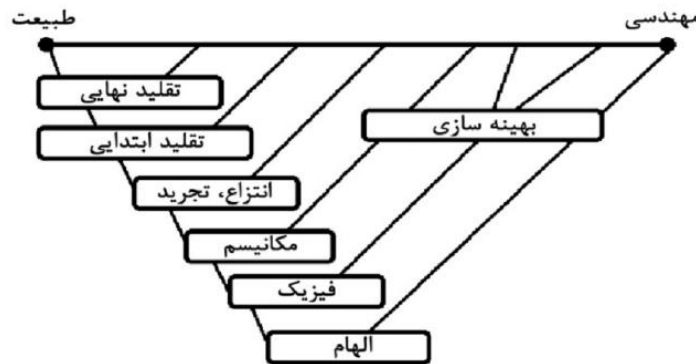 طبیعت
مهندسی
تقلید نهایی
بهینه سازی
تقلید ابتدایی
انتزاع، تجرید
مکانیسم
فیزیک
الهام